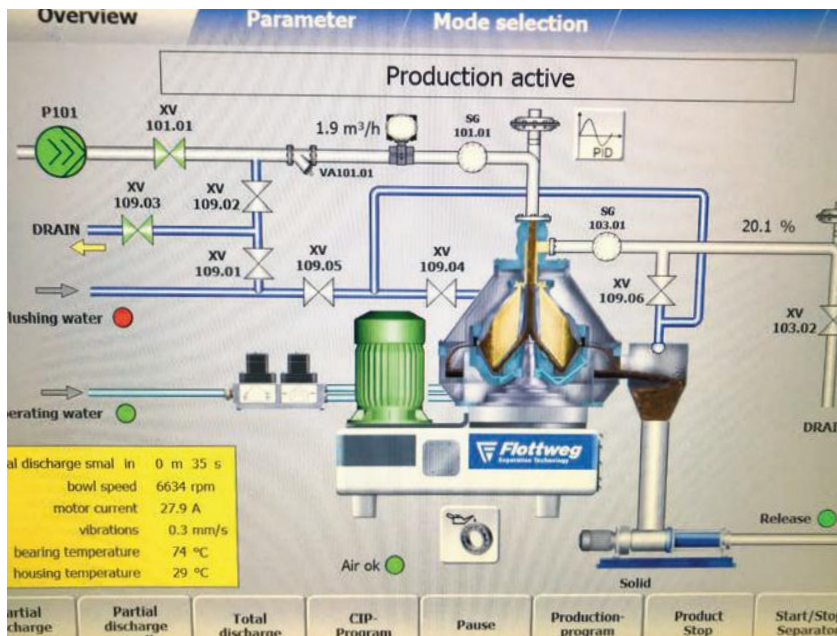 Overview Parameter Mode selection
Production active
P101
XV
101.01
1.9 m³/h
SG
101.01
PID
VA101.01
XV
109.03
XV
109.02
DRAIN
SG
103.01
20.1 %
XV
109.01
XV
109.05
XV
109.04
XV
109.06
XV
103.02
lushing water
perating water
DRAI
Flottweg
Separation Technology
al discharge smal in 0 m 35 s
bowl speed 6634 rpm
motor current 27.9 A
vibrations 0.3 mm/s
bearing temperature 74 °C
housing temperature 29 °C
Air ok
Release
Solid
artial
charge
Partial
discharge
Total
discharge
CIP-
Program
Pause
Production-
program
Product
Stop
Start/Sto
Separato